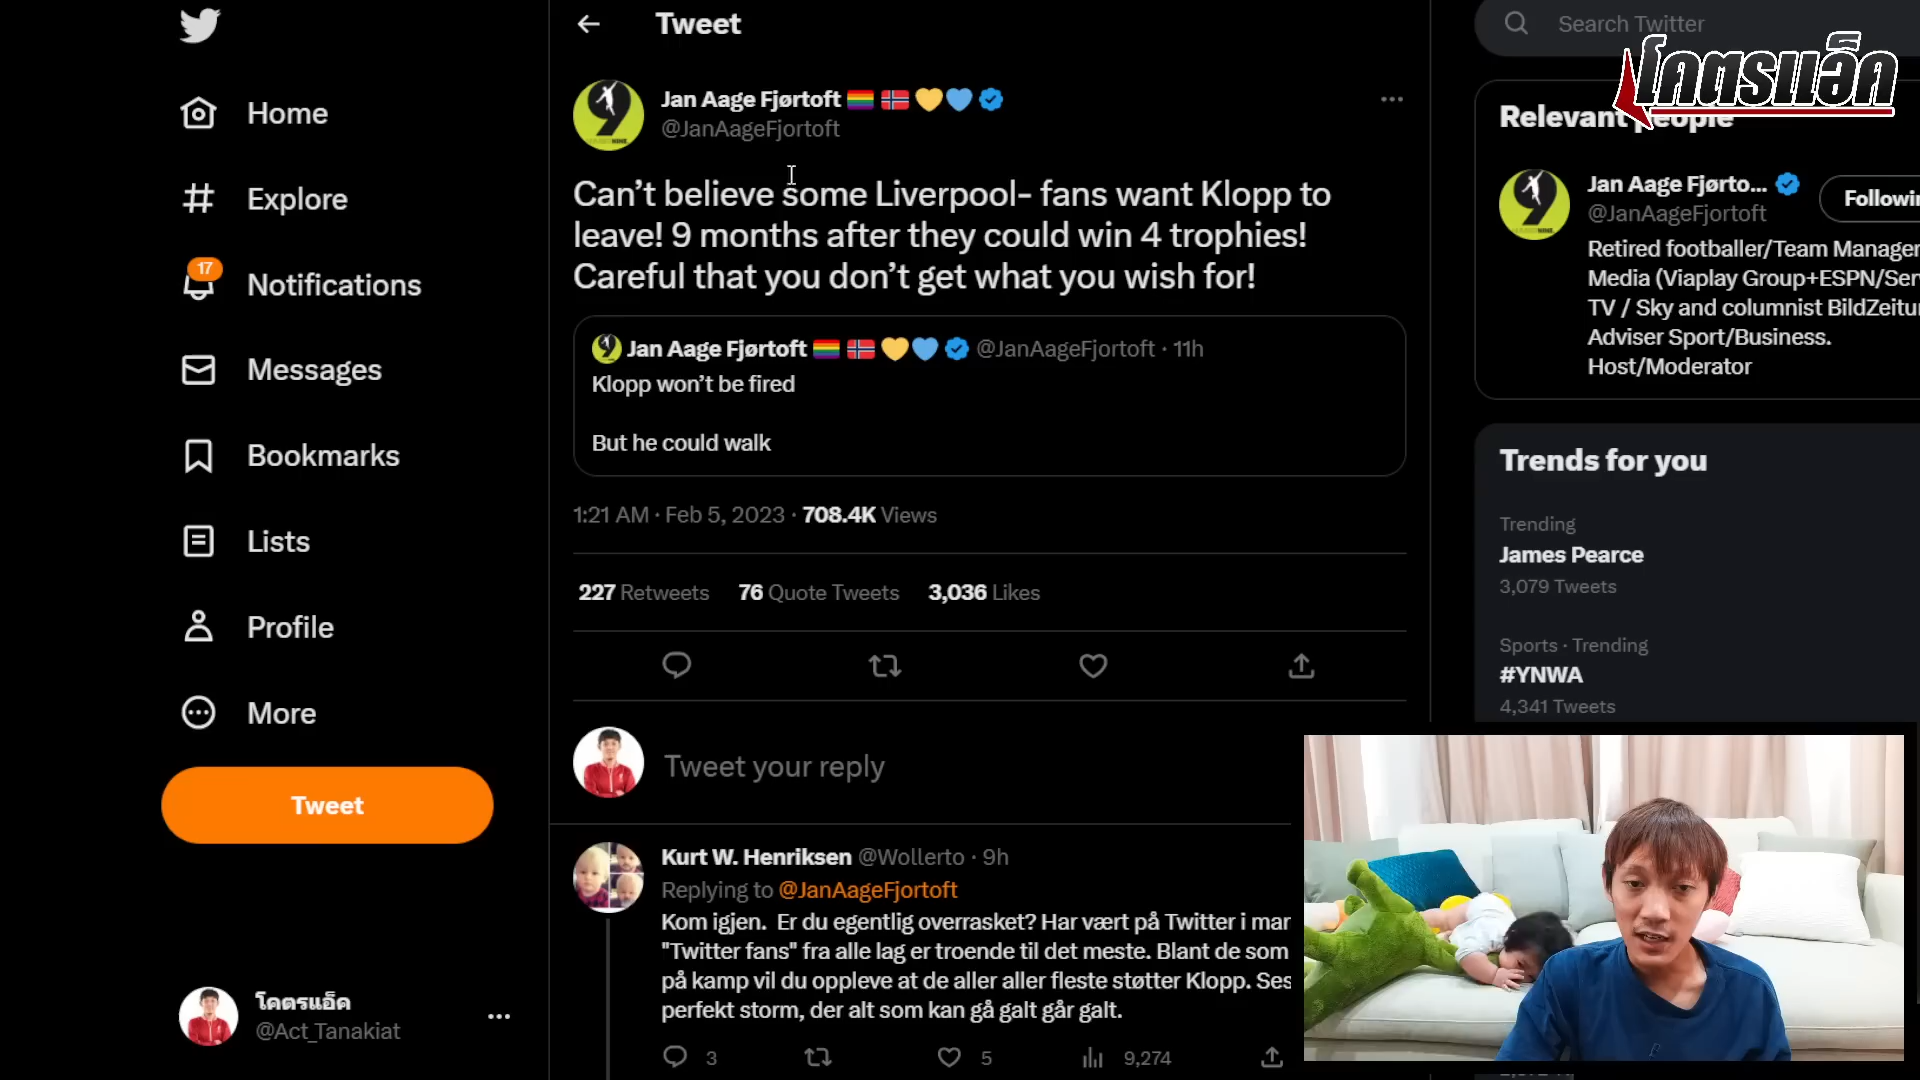 Home
Explore
17
Notifications
Messages
Bookmarks
Lists
Profile
More
Tweet
โคตรแอ็ค
@Act_Tanakiat
Tweet
Jan Aage Fjørtoft
@JanAageFjortoft
Can't believe some Liverpool- fans want Klopp to
leave! 9 months after they could win 4 trophies!
Careful that you don't get what you wish for!
Jan Aage Fjørtoft @JanAageFjortoft · 11h
Klopp won't be fired
But he could walk
1:21 AM · Feb 5, 2023 · 708.4K Views
227 Retweets 76 Quote Tweets 3,036 Likes
Tweet your reply
Kurt W. Henriksen @Wollerto · 9h
Replying to @JanAageFjortoft
Kom igjen. Er du egentlig overrasket? Har vært på Twitter i mar
"Twitter fans" fra alle lag er troende til det meste. Blant de som
på kamp vil du oppleve at de aller aller fleste støtter Klopp. Ses
perfekt storm, der alt som kan gå galt går galt.
3 5 9,274
Search Twitter
โคตรแอ็ค
Relevant people
Jan Aage Fjørto...
@JanAageFjortoft
Followin
Retired footballer/Team Manager
Media (Viaplay Group+ESPN/Ser
TV / Sky and columnist BildZeitu
Adviser Sport/Business.
Host/Moderator
Trends for you
Trending
James Pearce
3,079 Tweets
Sports · Trending
#YNWA
4,341 Tweets